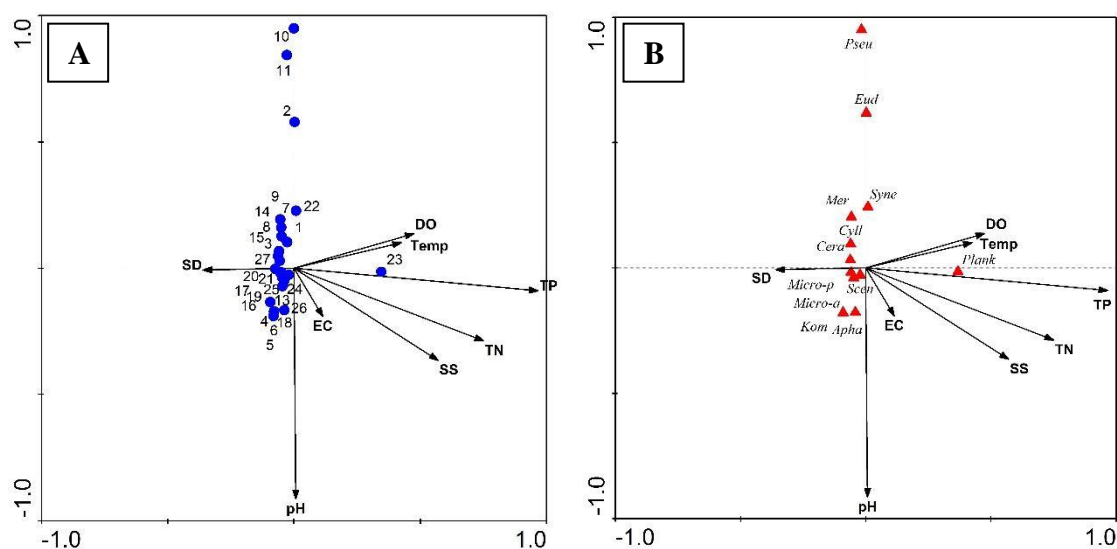 A
1.0
-1.0
-1.0
1.0
10
11
2
9
14
7
22
8
1
15
3
27
SD
20
21
17
25
24
19
13
16
26
4
18
6
5
23
DO
Temp
TP
EC
TN
SS
pH
B
1.0
-1.0
-1.0
1.0
Pseu
Eud
Mer
Syne
Cyll
Cera
SD
Micro-p
Scen
Micro-a
Kom
Apha
Plank
DO
Temp
TP
EC
TN
SS
pH